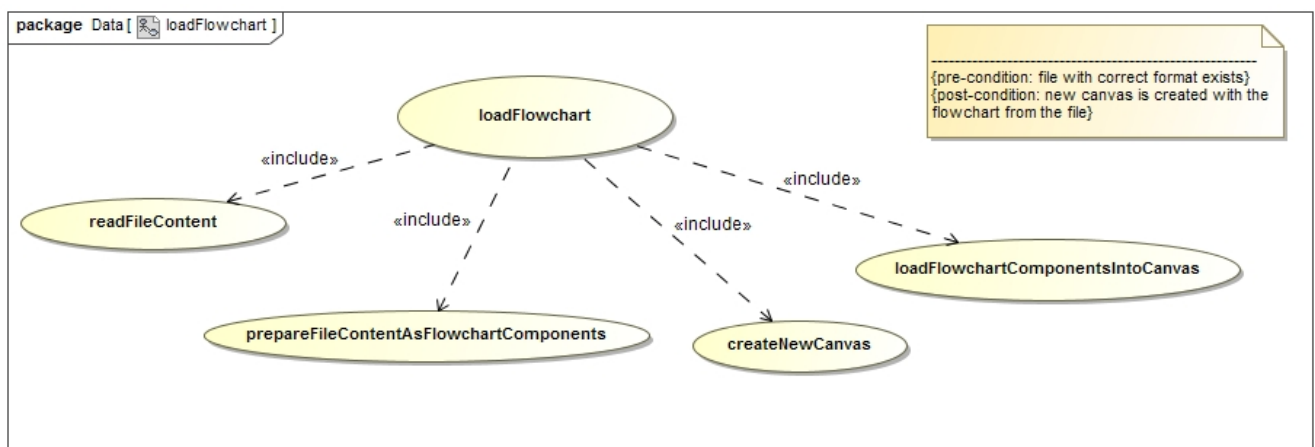 package Data [ loadFlowchart ]
--------------------------------------------------------
{pre-condition: file with correct format exists}
{post-condition: new canvas is created with the
flowchart from the file}
loadFlowchart
«include»
«include»
«include»
«include»
readFileContent
loadFlowchartComponentsIntoCanvas
prepareFileContentAsFlowchartComponents
createNewCanvas